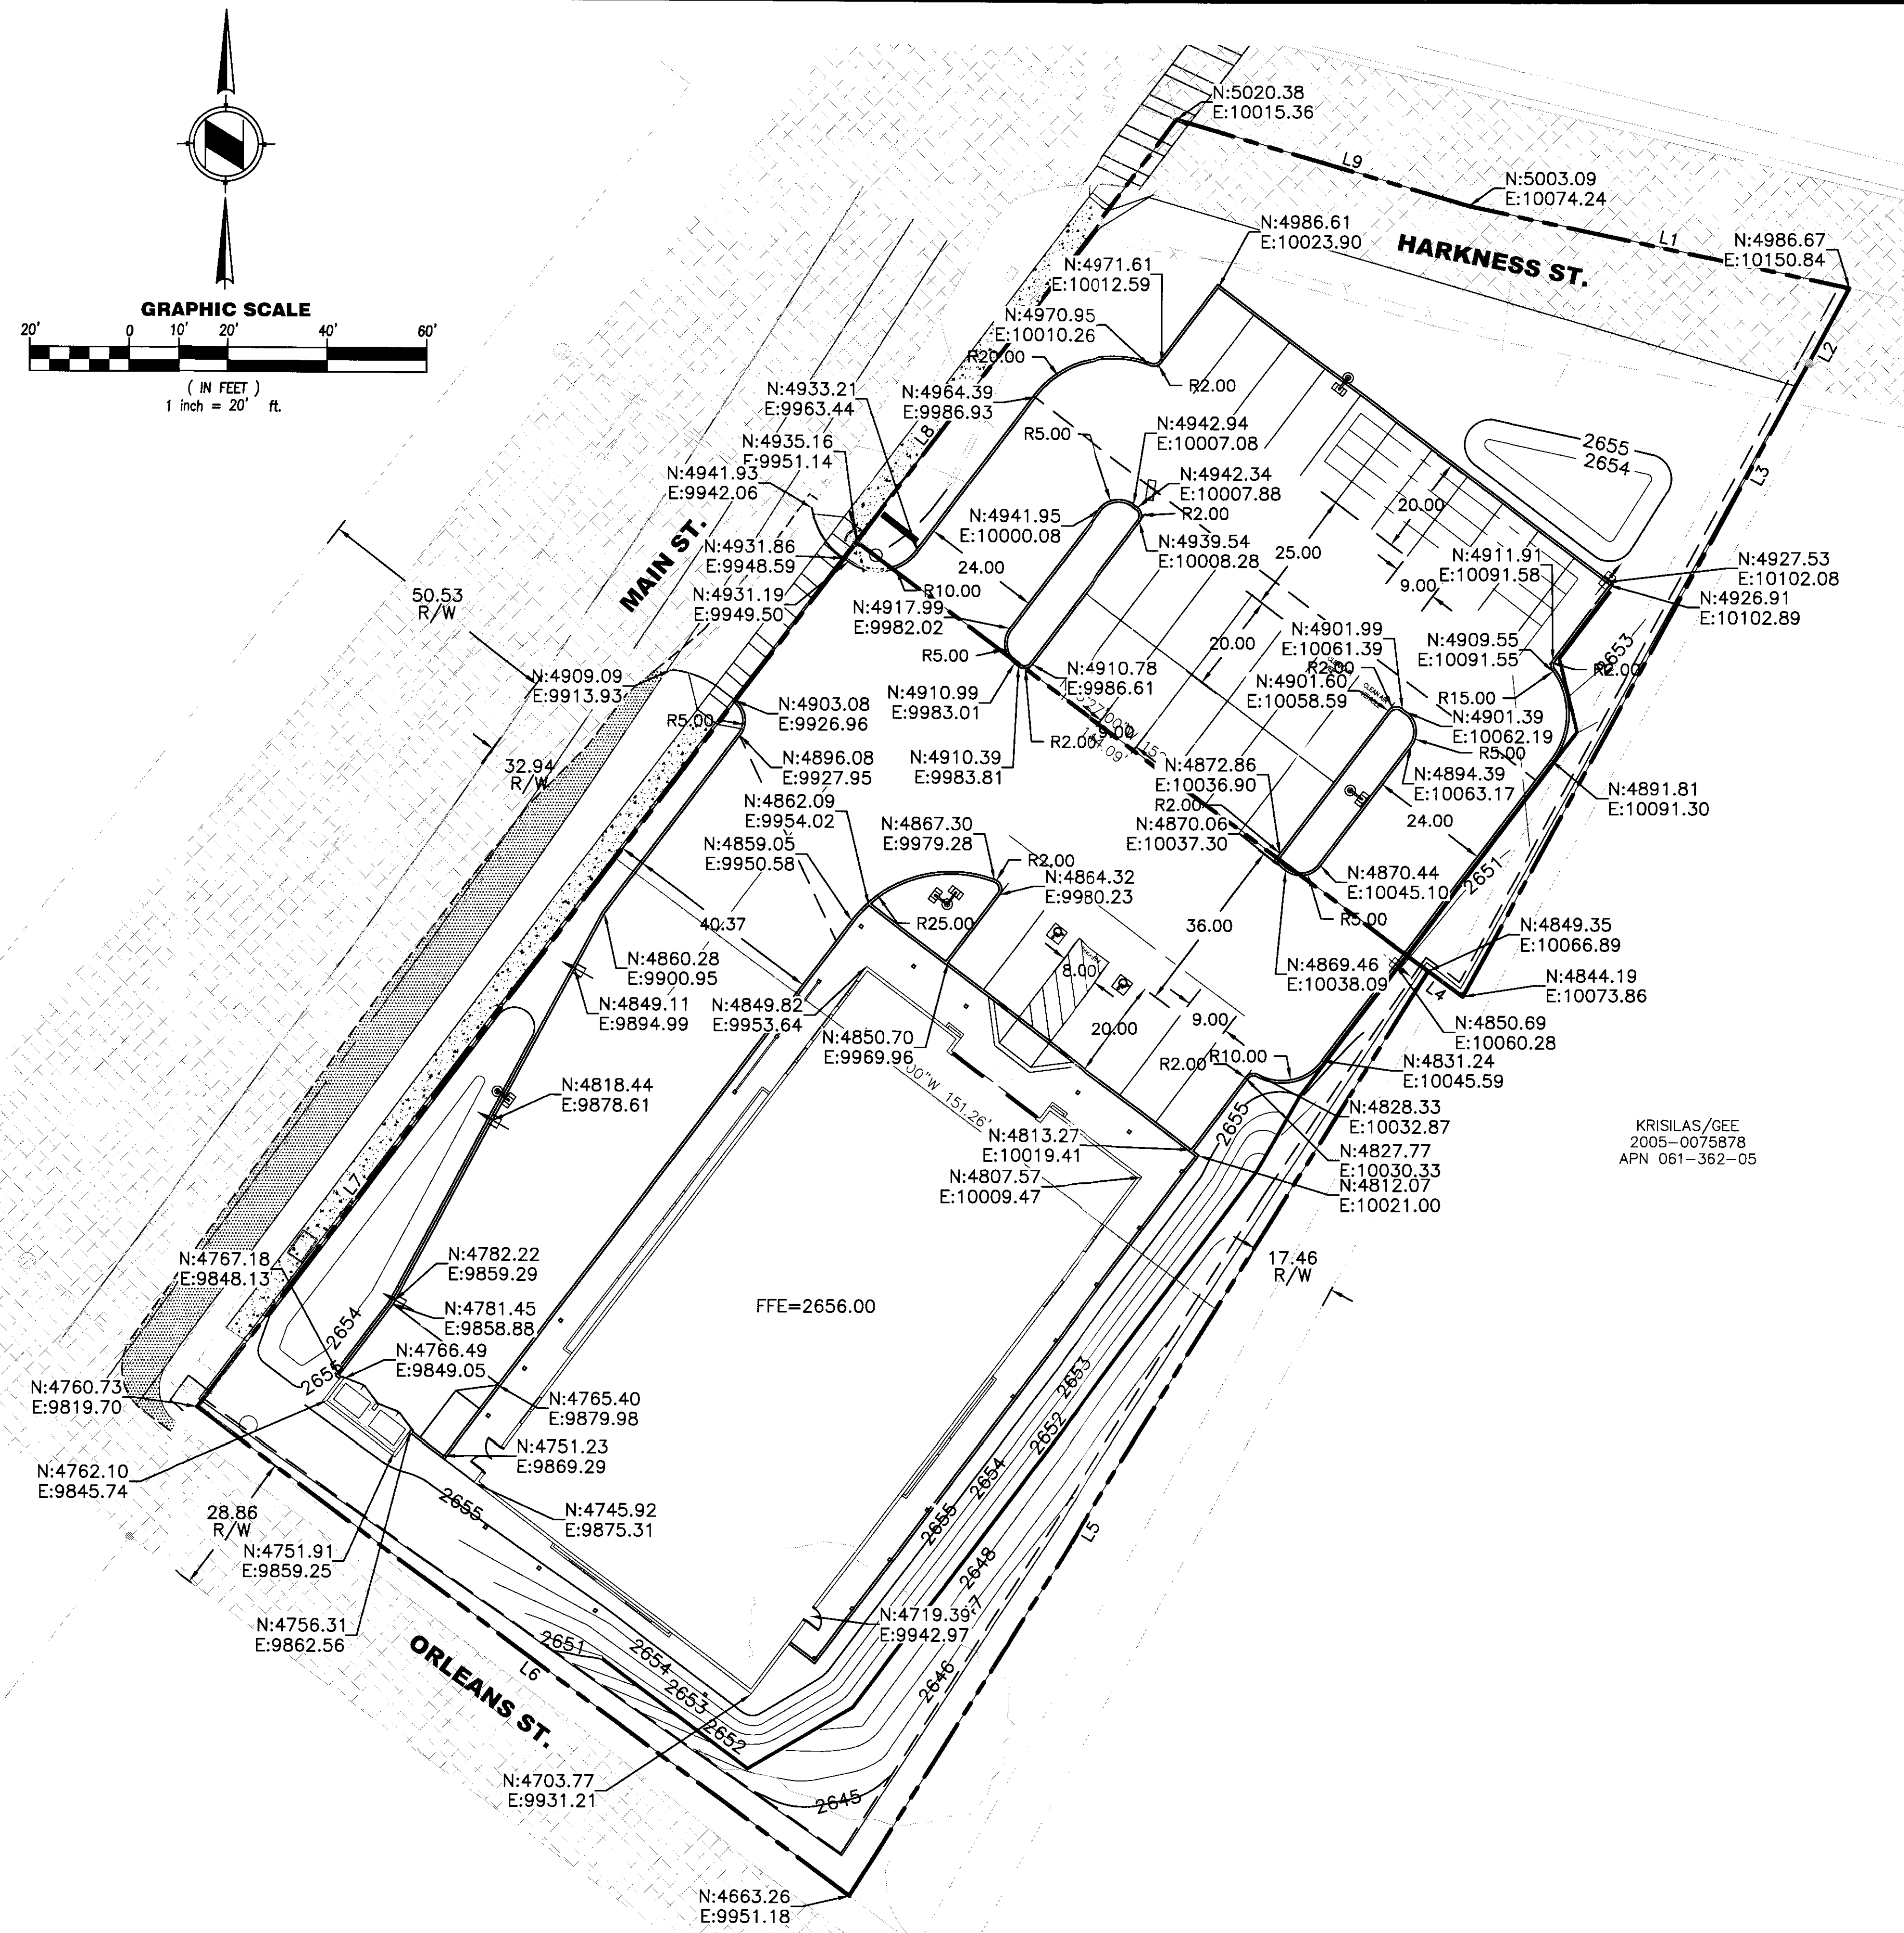 GRAPHIC SCALE
20'
0
10'
20'
40'
60'
( IN FEET )
1 inch = 20' ft.
N:5020.38
E:10015.36
L9
N:5003.09
E:10074.24
L1
N:4986.67
E:10150.84
N:4986.61
E:10023.90
HARKNESS ST.
N:4971.61
E:10012.59
N:4970.95
E:10010.26
R20.00
R2.00
L2
N:4933.21
E:9963.44
N:4964.39
E:9986.93
L8
N:4935.16
E:9951.14
R5.00
N:4942.94
E:10007.08
2655
2654
L3
N:4941.93
E:9942.06
N:4942.34
E:10007.88
R2.00
20.00
N:4941.95
E:10000.08
MAIN ST.
N:4931.86
E:9948.59
N:4939.54
E:10008.28
25.00
N:4911.91
E:10091.58
N:4927.53
E:10102.08
24.00
9.00
50.53
R/W
N:4931.19
E:9949.50
R10.00
N:4926.91
E:10102.89
N:4917.99
E:9982.02
20.00
N:4901.99
E:10061.39
N:4909.55
E:10091.55
2653
R5.00
R2.00
R2.00
N:4909.09
E:9913.93
N:4910.78
E:9986.61
N:4901.60
E:10058.59
CLEAN AIR
R15.00
N:4910.99
E:9983.01
N:4903.08
E:9926.96
R5.00
9.00
144.09'
N:4901.39
E:10062.19
R2.00
R5.00
N:4896.08
E:9927.95
N:4910.39
E:9983.81
N:4872.86
E:10036.90
32.94
R/W
N:4894.39
E:10063.17
N:4891.81
E:10091.30
N:4862.09
E:9954.02
R2.00
N:4867.30
E:9979.28
24.00
N:4870.06
E:10037.30
N:4859.05
E:9950.58
R2.00
N:4864.32
E:9980.23
N:4870.44
E:10045.10
2651
40.37
R25.00
36.00
R5.00
N:4849.35
E:10066.89
N:4860.28
E:9900.95
8.00
N:4869.46
E:10038.09
N:4844.19
E:10073.86
L4
N:4849.11
E:9894.99
N:4849.82
E:9953.64
20.00
9.00
N:4850.69
E:10060.28
N:4850.70
E:9969.96
R2.00
R10.00
N:4831.24
E:10045.59
00"W 151.26'
N:4818.44
E:9878.61
2655
N:4828.33
E:10032.87
KRISILAS/GEE
2005-0075878
APN 061-362-05
N:4813.27
E:10019.41
N:4827.77
E:10030.33
L7
N:4807.57
E:10009.47
N:4812.07
E:10021.00
N:4767.18
E:9848.13
N:4782.22
E:9859.29
17.46
R/W
FFE=2656.00
N:4781.45
E:9858.88
2654
N:4766.49
E:9849.05
2653
N:4760.73
E:9819.70
N:4765.40
E:9879.98
2652
N:4751.23
E:9869.29
N:4762.10
E:9845.74
2654
2655
N:4745.92
E:9875.31
28.86
R/W
2655
L5
N:4751.91
E:9859.25
2648
N:4756.31
E:9862.56
N:4719.39
E:9942.97
ORLEANS ST.
2651
L6
2654
2653
2646
2652
N:4703.77
E:9931.21
2645
N:4663.26
E:9951.18